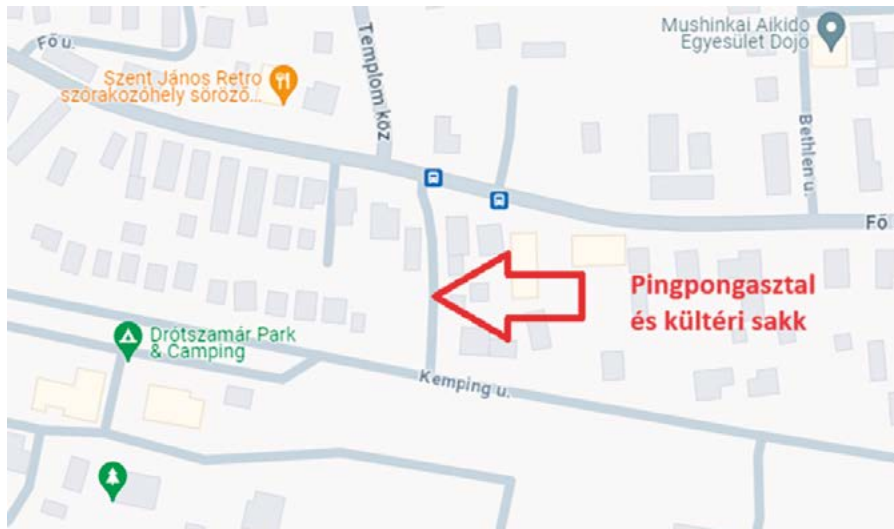 Fő u.
Szent János Retro
szórakozóhely söröző...
Templom köz
Mushinkai Aikido
Egyesület Dojo
Bethlen u.
Fő
Pingpongasztal
és kültéri sakk
Drótszamár Park
& Camping
Kemping u.